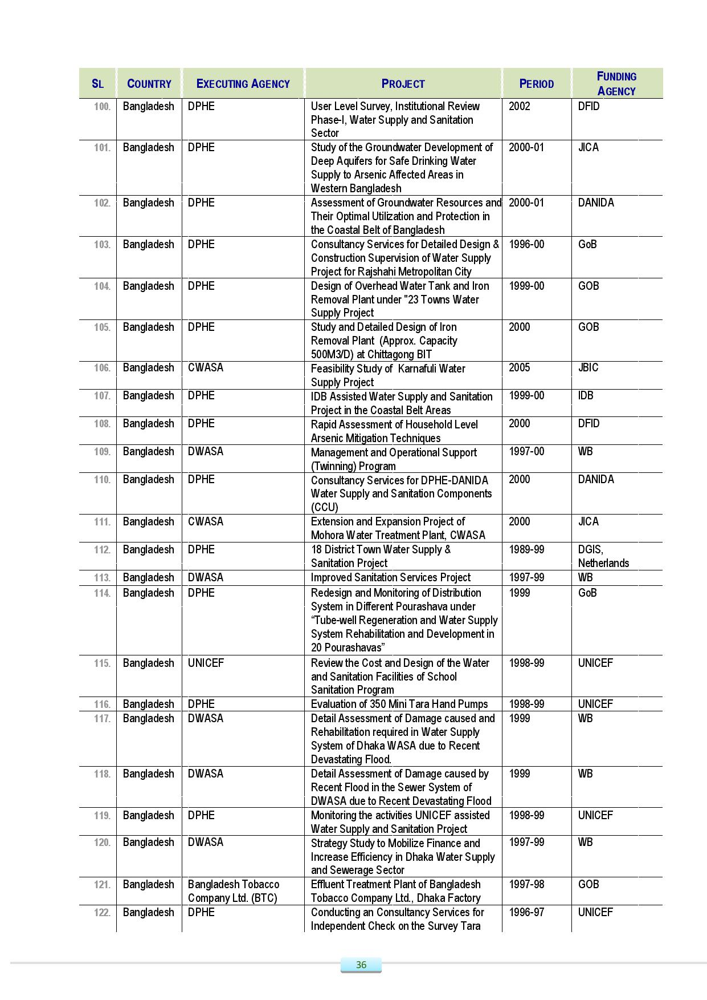 SL COUNTRY EXECUTING AGENCY PROJECT PERIOD FUNDING AGENCY
100. Bangladesh DPHE User Level Survey, Institutional Review 2002 DFID
Phase-I, Water Supply and Sanitation
Sector
101. Bangladesh DPHE Study of the Groundwater Development of 2000-01 JICA
Deep Aquifers for Safe Drinking Water
Supply to Arsenic Affected Areas in
Western Bangladesh
102. Bangladesh DPHE Assessment of Groundwater Resources and 2000-01 DANIDA
Their Optimal Utilization and Protection in
the Coastal Belt of Bangladesh
103. Bangladesh DPHE Consultancy Services for Detailed Design & 1996-00 GoB
Construction Supervision of Water Supply
Project for Rajshahi Metropolitan City
104. Bangladesh DPHE Design of Overhead Water Tank and Iron 1999-00 GOB
Removal Plant under "23 Towns Water
Supply Project
105. Bangladesh DPHE Study and Detailed Design of Iron 2000 GOB
Removal Plant (Approx. Capacity
500M3/D) at Chittagong BIT
106. Bangladesh CWASA Feasibility Study of Karnafuli Water 2005 JBIC
Supply Project
107. Bangladesh DPHE IDB Assisted Water Supply and Sanitation 1999-00 IDB
Project in the Coastal Belt Areas
108. Bangladesh DPHE Rapid Assessment of Household Level 2000 DFID
Arsenic Mitigation Techniques
109. Bangladesh DWASA Management and Operational Support 1997-00 WB
(Twinning) Program
110. Bangladesh DPHE Consultancy Services for DPHE-DANIDA 2000 DANIDA
Water Supply and Sanitation Components
(CCU)
111. Bangladesh CWASA Extension and Expansion Project of 2000 JICA
Mohora Water Treatment Plant, CWASA
112. Bangladesh DPHE 18 District Town Water Supply & 1989-99 DGIS,
Sanitation Project Netherlands
113. Bangladesh DWASA Improved Sanitation Services Project 1997-99 WB
114. Bangladesh DPHE Redesign and Monitoring of Distribution 1999 GoB
System in Different Pourashava under
“Tube-well Regeneration and Water Supply
System Rehabilitation and Development in
20 Pourashavas”
115. Bangladesh UNICEF Review the Cost and Design of the Water 1998-99 UNICEF
and Sanitation Facilities of School
Sanitation Program
116. Bangladesh DPHE Evaluation of 350 Mini Tara Hand Pumps 1998-99 UNICEF
117. Bangladesh DWASA Detail Assessment of Damage caused and 1999 WB
Rehabilitation required in Water Supply
System of Dhaka WASA due to Recent
Devastating Flood.
118. Bangladesh DWASA Detail Assessment of Damage caused by 1999 WB
Recent Flood in the Sewer System of
DWASA due to Recent Devastating Flood
119. Bangladesh DPHE Monitoring the activities UNICEF assisted 1998-99 UNICEF
Water Supply and Sanitation Project
120. Bangladesh DWASA Strategy Study to Mobilize Finance and 1997-99 WB
Increase Efficiency in Dhaka Water Supply
and Sewerage Sector
121. Bangladesh Bangladesh Tobacco Effluent Treatment Plant of Bangladesh 1997-98 GOB
Company Ltd. (BTC) Tobacco Company Ltd., Dhaka Factory
122. Bangladesh DPHE Conducting an Consultancy Services for 1996-97 UNICEF
Independent Check on the Survey Tara
36